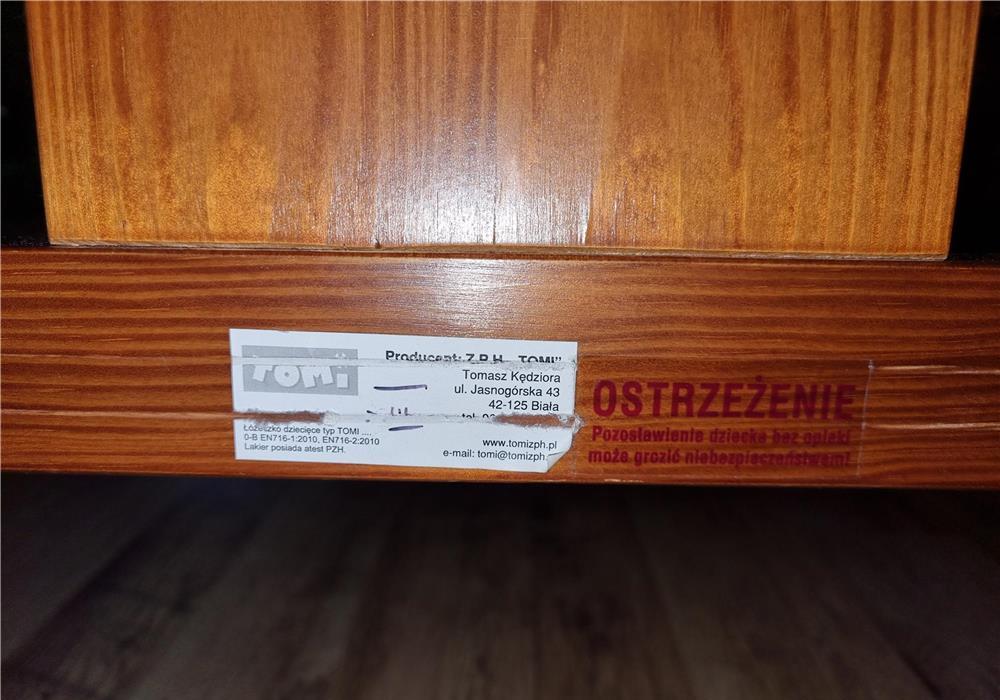 TOMI
Producent: Z.P.H. „TOMI"
Tomasz Kędziora
ul. Jasnogórska 43
42-125 Biała
Łóżeczko dziecięce typ TOMI ....
0-B EN716-1:2010, EN716-2:2010
Lakier posiada atest PZH.
www.tomizph.pl
e-mail: tomi@tomizph.
OSTRZEŻENIE
Pozostawienie dziecka bez opieki
może grozić niebezpieczeństwem!